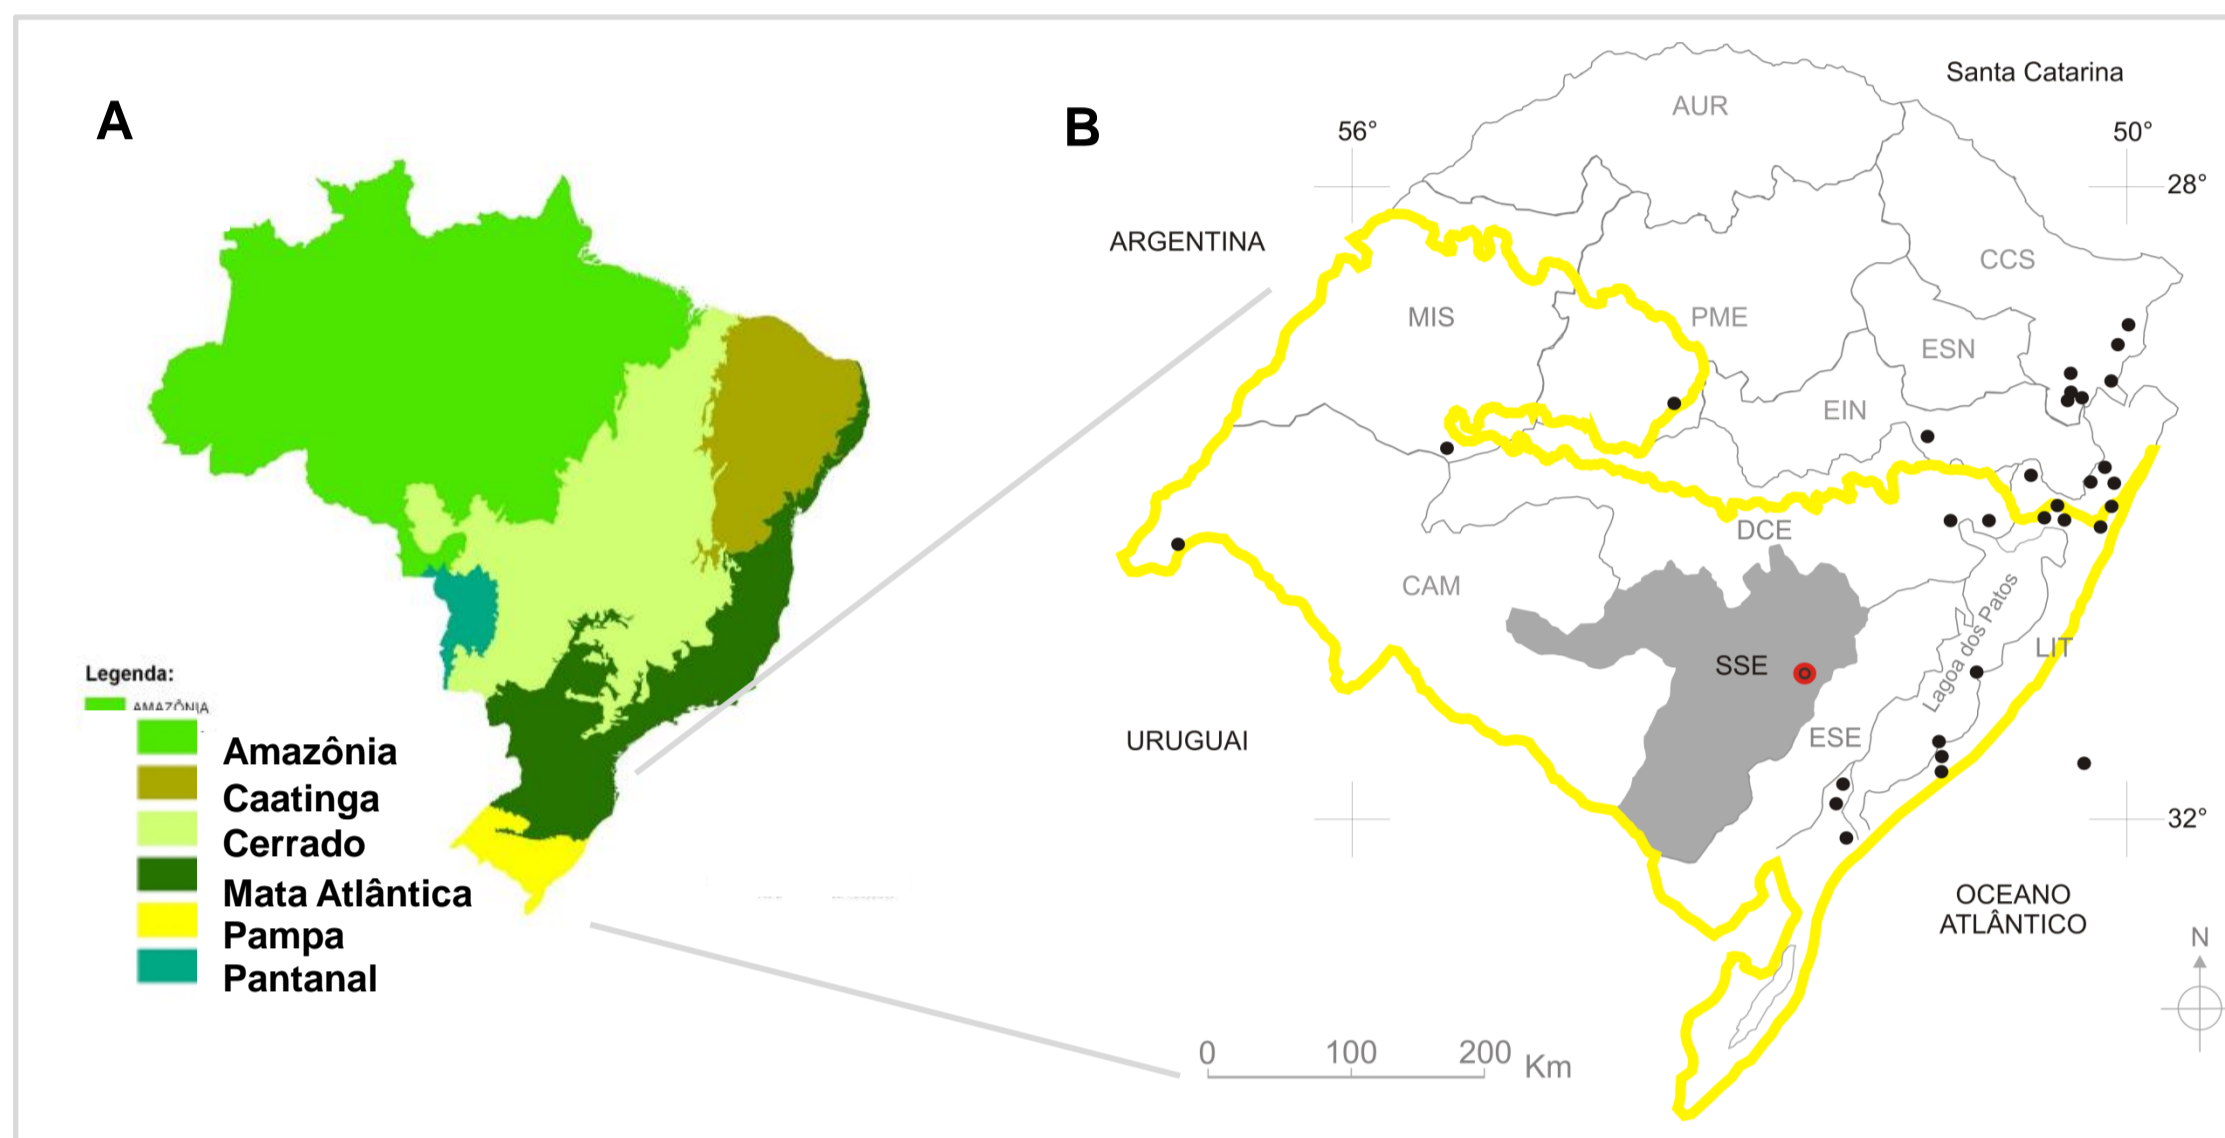 A
Legenda:
AMAZÔNIA
Amazônia
Caatinga
Cerrado
Mata Atlântica
Pampa
Pantanal
B
Santa Catarina
56°
50°
28°
AUR
ARGENTINA
CCS
MIS
PME
ESN
EIN
DCE
CAM
SSE
Lagoa dos Patos
LIT
ESE
URUGUAI
32°
OCEANO
ATLÂNTICO
N
0 100 200 Km